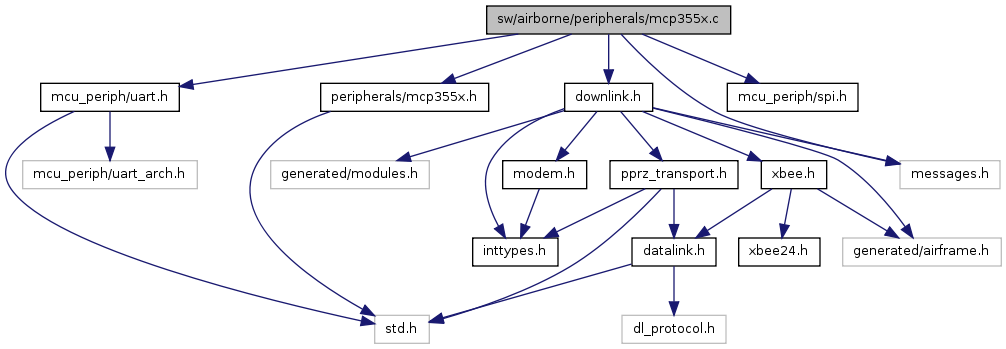 sw/airborne/peripherals/mcp355x.c
mcu_periph/uart.h
peripherals/mcp355x.h
downlink.h
mcu_periph/spi.h
mcu_periph/uart_arch.h
generated/modules.h
modem.h
pprz_transport.h
xbee.h
messages.h
inttypes.h
datalink.h
xbee24.h
generated/airframe.h
std.h
dl_protocol.h